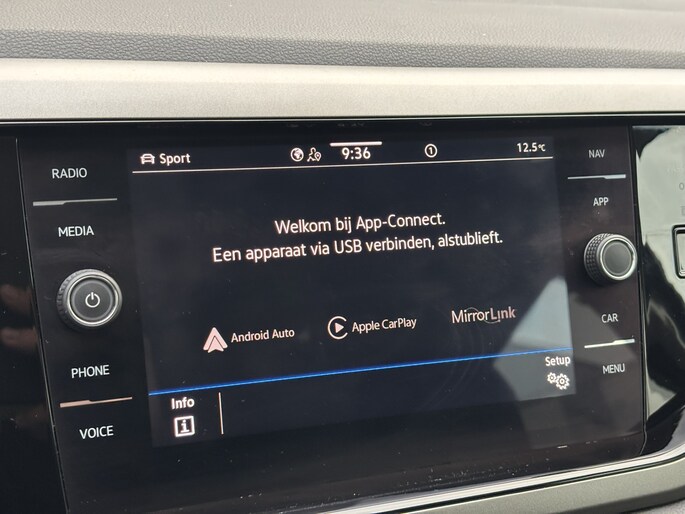 RADIO
MEDIA
PHONE
VOICE
Sport
9:36
1
12.5°C
Welkom bij App-Connect.
Een apparaat via USB verbinden, alstublieft.
Android Auto
Apple CarPlay
MirrorLink
Setup
Info
i
NAV
APP
CAR
MENU